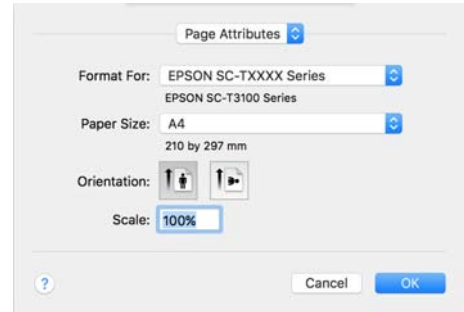 Page Attributes
Format For: EPSON SC-TXXXX Series
EPSON SC-T3100 Series
Paper Size: A4
210 by 297 mm
Orientation:
Scale: 100%
? Cancel OK